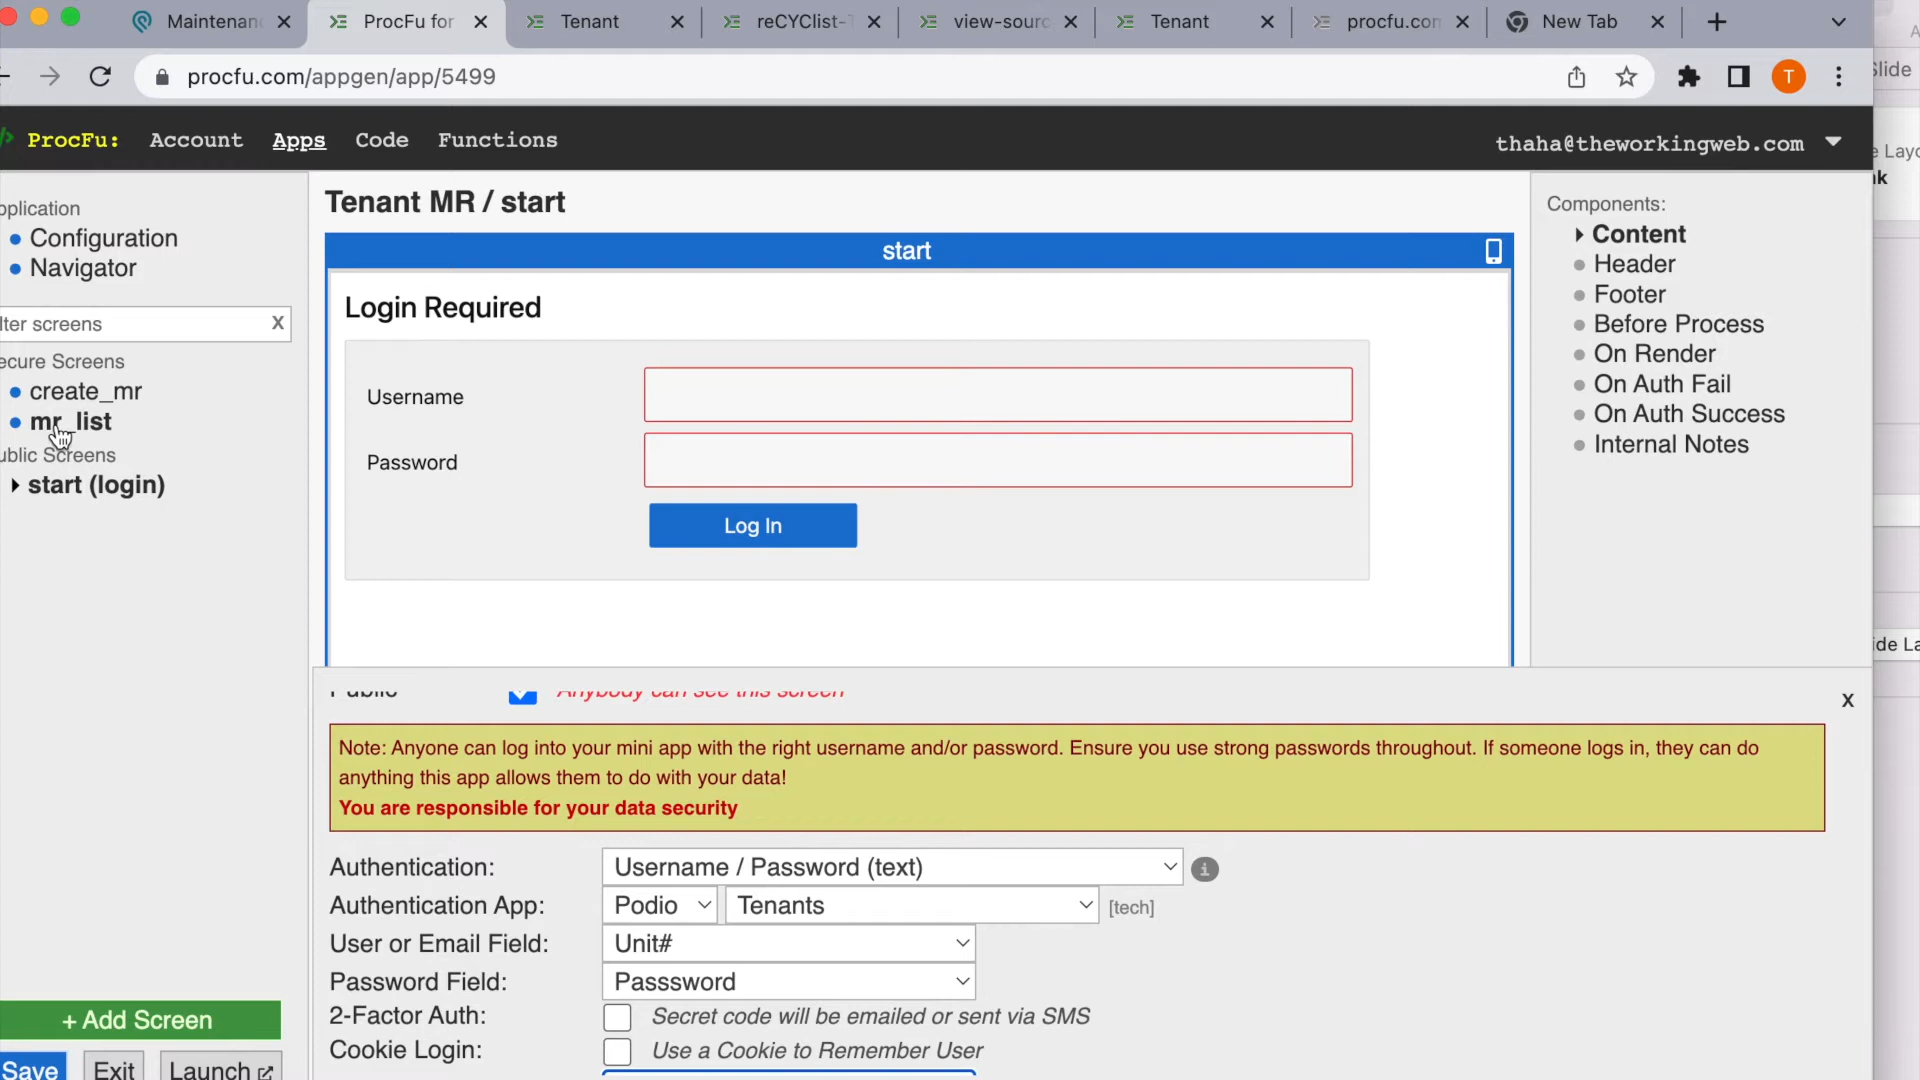 Maintenan
ProcFu for
Tenant
reCYClist-T
view-sourc
Tenant
procfu.com
New Tab
procfu.com/appgen/app/5499
T
Slide
ProcFu:
Account
Apps
Code
Functions
thaha@theworkingweb.com
e Layo
nk
pplication
Configuration
Navigator
lter screens
X
ecure Screens
create_mr
mr_list
ublic Screens
start (login)
+ Add Screen
Save
Exit
Launch
Tenant MR / start
start
Login Required
Username
Password
Log In
Components:
Content
Header
Footer
Before Process
On Render
On Auth Fail
On Auth Success
Internal Notes
ide La
Public
Anybody can see this screen
X
Note: Anyone can log into your mini app with the right username and/or password. Ensure you use strong passwords throughout. If someone logs in, they can do
anything this app allows them to do with your data!
You are responsible for your data security
Authentication:
Username / Password (text)
Authentication App:
Podio
Tenants
[tech]
User or Email Field:
Unit#
Password Field:
Passsword
2-Factor Auth:
Secret code will be emailed or sent via SMS
Cookie Login:
Use a Cookie to Remember User